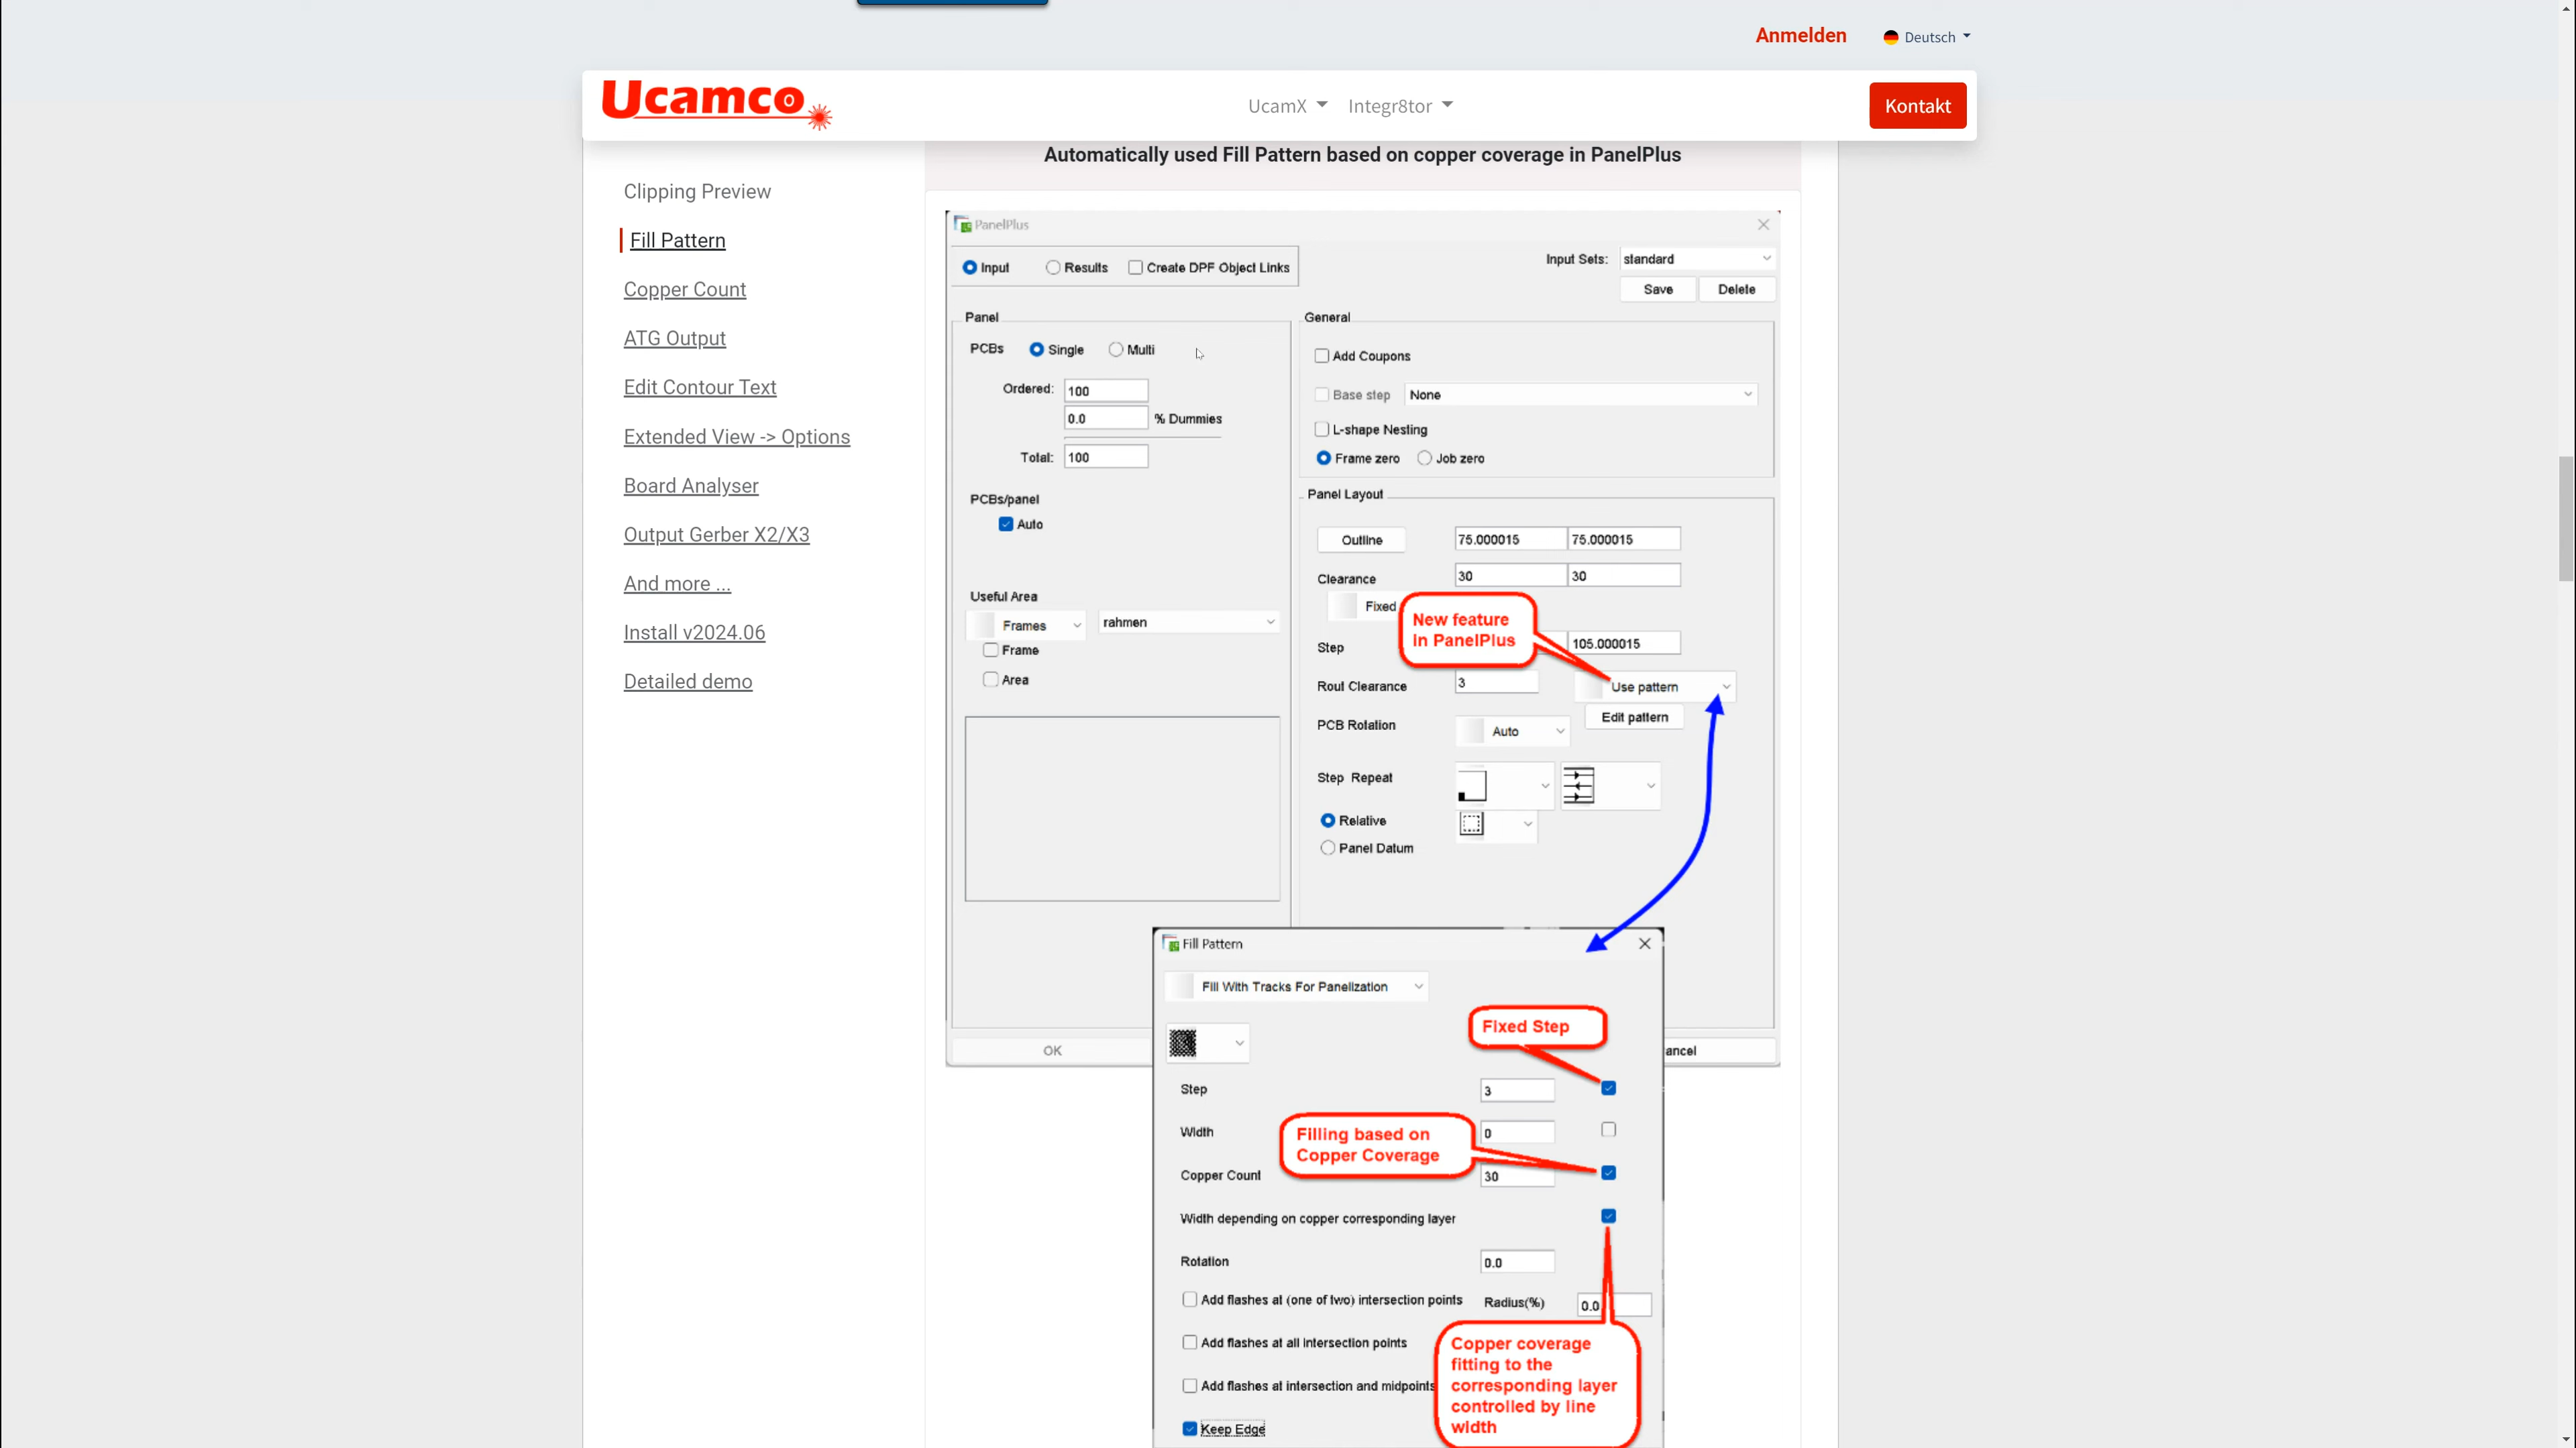 Anmelden
Deutsch
Ucamco
UcamX
Integr8tor
Kontakt
Automatically used Fill Pattern based on copper coverage in PanelPlus
Clipping Preview
Fill Pattern
Copper Count
ATG Output
Edit Contour Text
Extended View -> Options
Board Analyser
Output Gerber X2/X3
And more ...
Install v2024.06
Detailed demo
PanelPlus
Input
Results
Create DPF Object Links
Input Sets:
standard
Save
Delete
Panel
PCBs
Single
Multi
Ordered:
100
0.0
% Dummies
Total:
100
PCBs/panel
Auto
Useful Area
Frames
rahmen
Frame
Area
General
Add Coupons
Base step
None
L-shape Nesting
Frame zero
Job zero
Panel Layout
Outline
75.000015
75.000015
Clearance
30
30
Fixed
New feature
in PanelPlus
Step
105.000015
Rout Clearance
3
Use pattern
Edit pattern
PCB Rotation
Auto
Step Repeat
Relative
Panel Datum
OK
ancel
Fill Pattern
Fill With Tracks For Panelization
Fixed Step
Step
3
Width
0
Filling based on
Copper Coverage
Copper Count
30
Width depending on copper corresponding layer
Rotation
0.0
Add flashes at (one of two) intersection points
Radius(%)
0.0
Add flashes at all intersection points
Add flashes at intersection and midpoints
Keep Edge
Copper coverage
fitting to the
corresponding layer
controlled by line
width